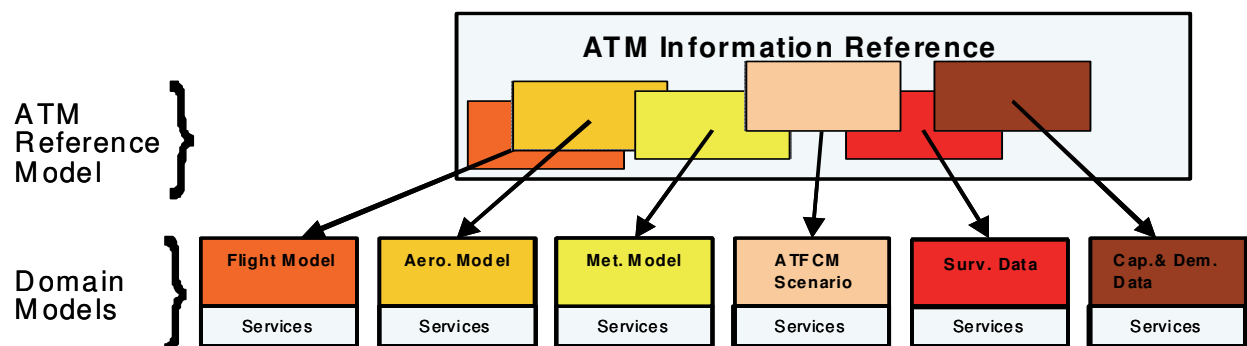 ATM Information Reference
ATM
Reference
Model
Domain
Models
Flight Model
Aero. Model
Met. Model
ATFCM
Scenario
Surv. Data
Cap.& Dem.
Data
Services
Services
Services
Services
Services
Services